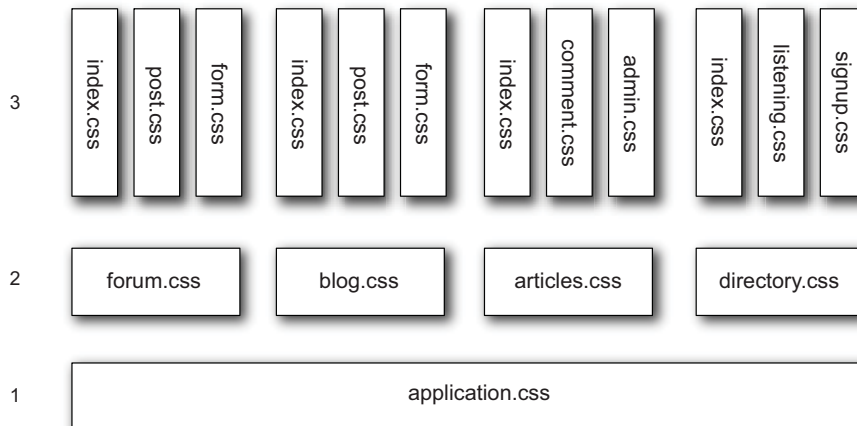 3
index.css
post.css
form.css
index.css
post.css
form.css
index.css
comment.css
admin.css
index.css
listening.css
signup.css
2
forum.css
blog.css
articles.css
directory.css
1
application.css